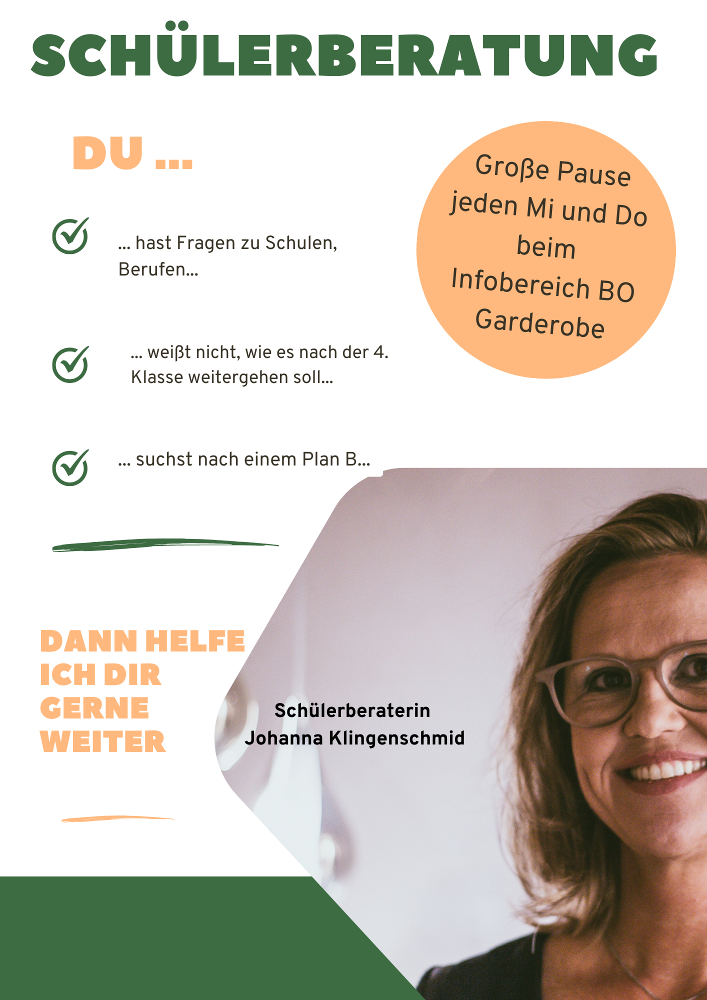 SCHÜLERBERATUNG
DU ...
... hast Fragen zu Schulen,
Berufen...
... weißt nicht, wie es nach der 4.
Klasse weitergehen soll...
... suchst nach einem Plan B...
Große Pause
jeden Mi und Do
beim
Infobereich BO
Garderobe
DANN HELFE
ICH DIR
GERNE
WEITER
Schülerberaterin
Johanna Klingenschmid